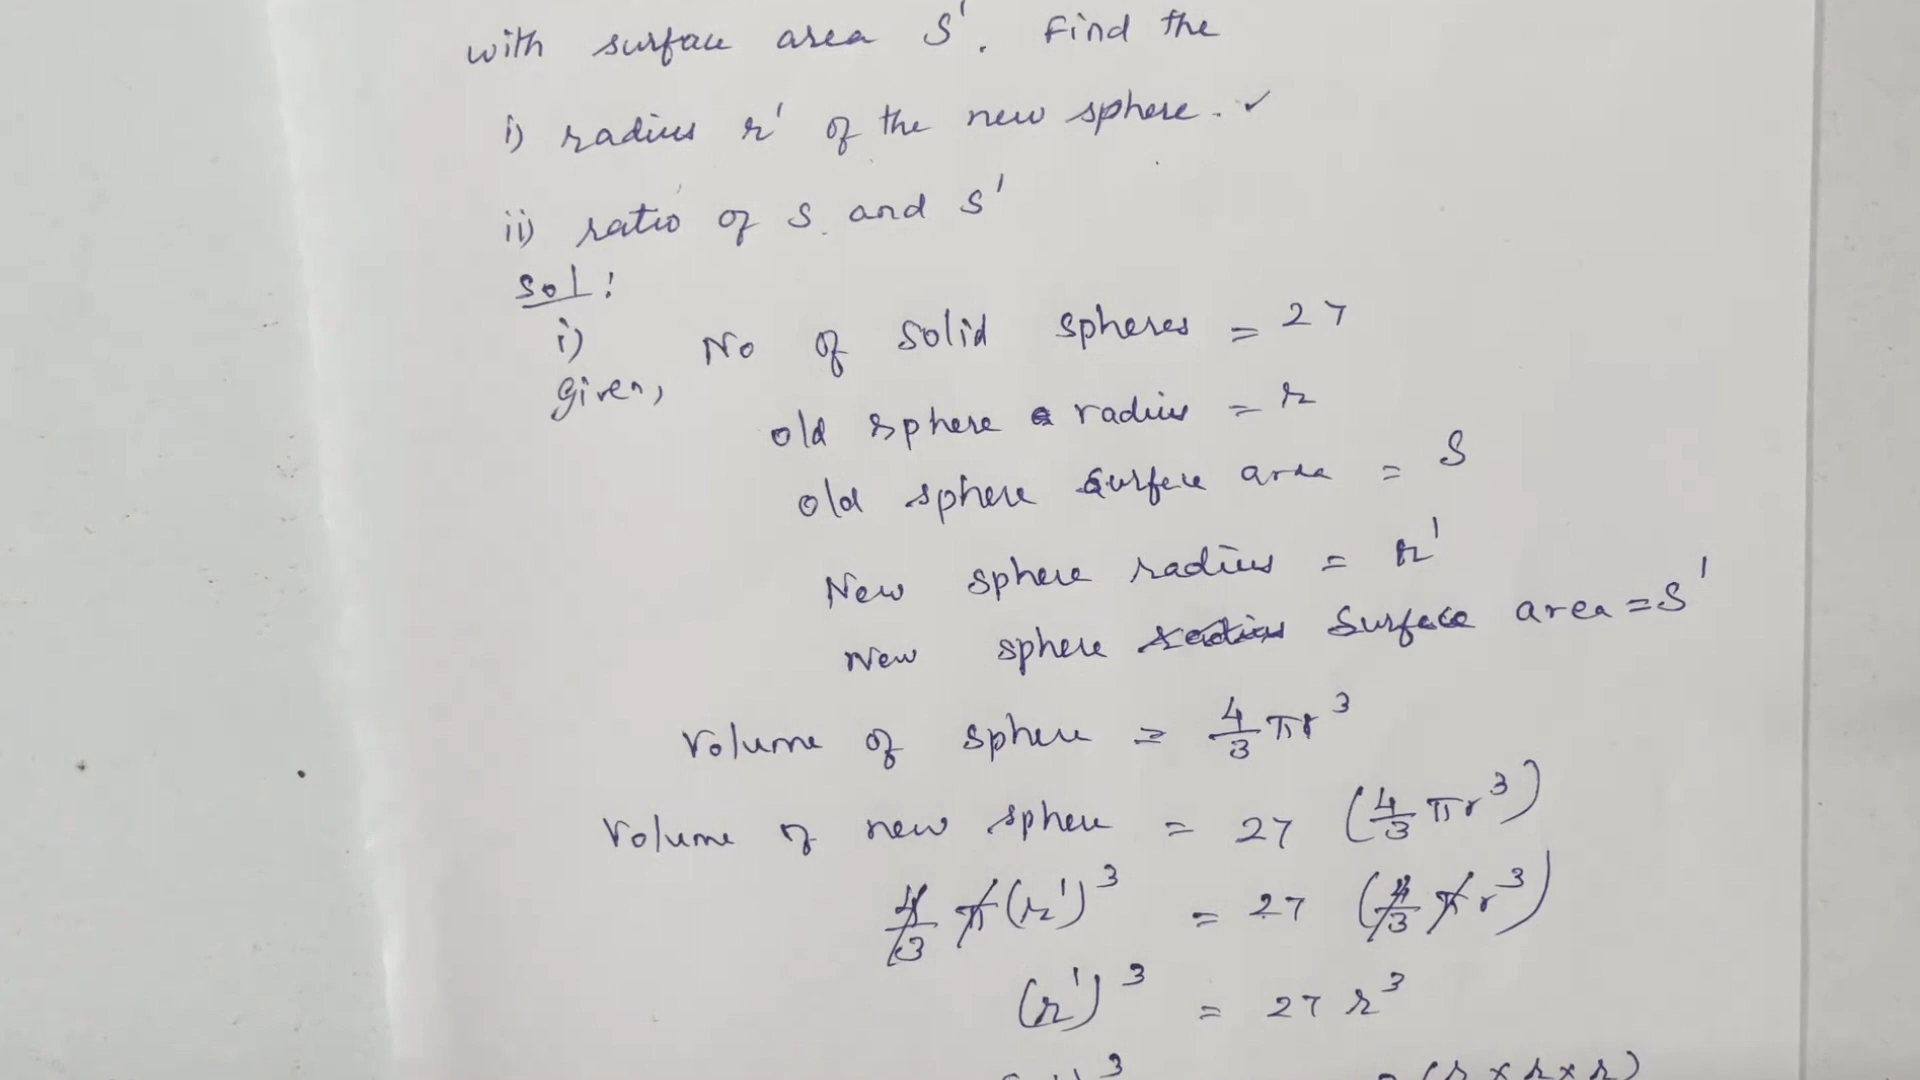 with surface area S'. Find the
i) radius r' of the new sphere. ✓
ii) ratio of S and S'
Sol:
i) No of solid spheres = 27
given,
old sphere radius = r
old sphere surface area = S
New sphere radius = r'
New sphere radius Surface area = S'
Volume of sphere = 4/3 πr³
Volume of new sphere = 27 (4/3 πr³)
4/3 π(r')³ = 27 (4/3 πr³)
(r')³ = 27 r³
3 (r × r × r)